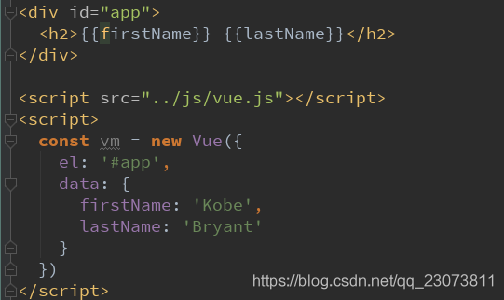 <div id="app">
  <h2>{{firstName}} {{lastName}}</h2>
</div>

<script src="../js/vue.js"></script>
<script>
  const vm = new Vue({
    el: '#app',
    data: {
      firstName: 'Kobe',
      lastName: 'Bryant'
    }
  })
</script>
https://blog.csdn.net/qq_23073811